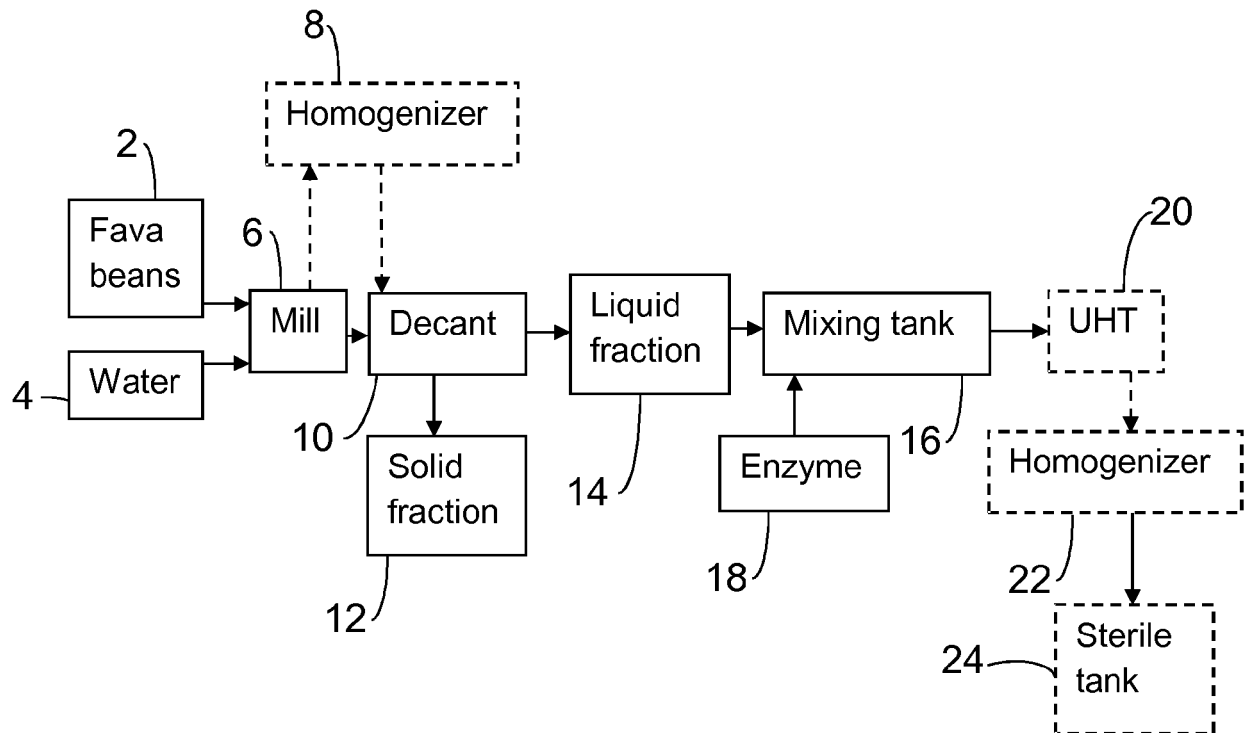 8
Homogenizer
2
Fava
beans
6
Mill
4
Water
Decant
10
Solid
fraction
12
Liquid
fraction
14
Mixing tank
16
Enzyme
18
20
UHT
Homogenizer
22
Sterile
tank
24